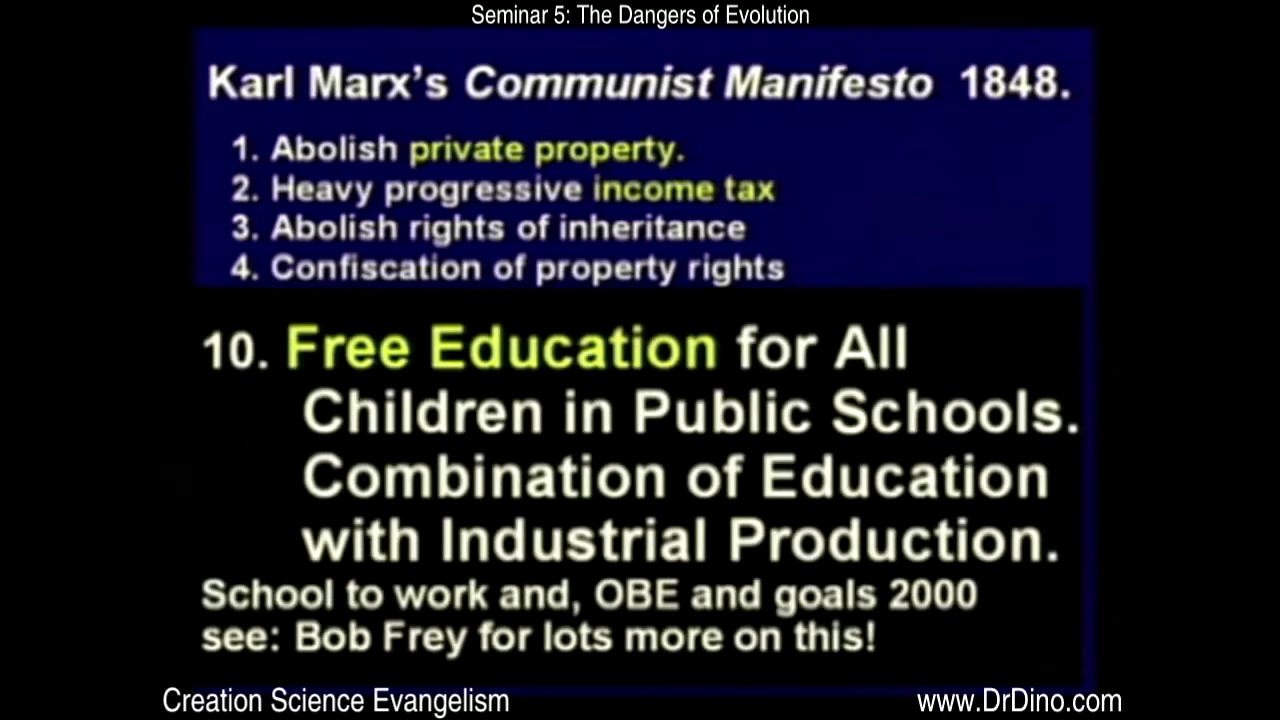 Seminar 5: The Dangers of Evolution
Karl Marx's Communist Manifesto 1848.
1. Abolish private property.
2. Heavy progressive income tax
3. Abolish rights of inheritance
4. Confiscation of property rights
10. Free Education for All
Children in Public Schools.
Combination of Education
with Industrial Production.
School to work and, OBE and goals 2000
see: Bob Frey for lots more on this!
Creation Science Evangelism
www.DrDino.com